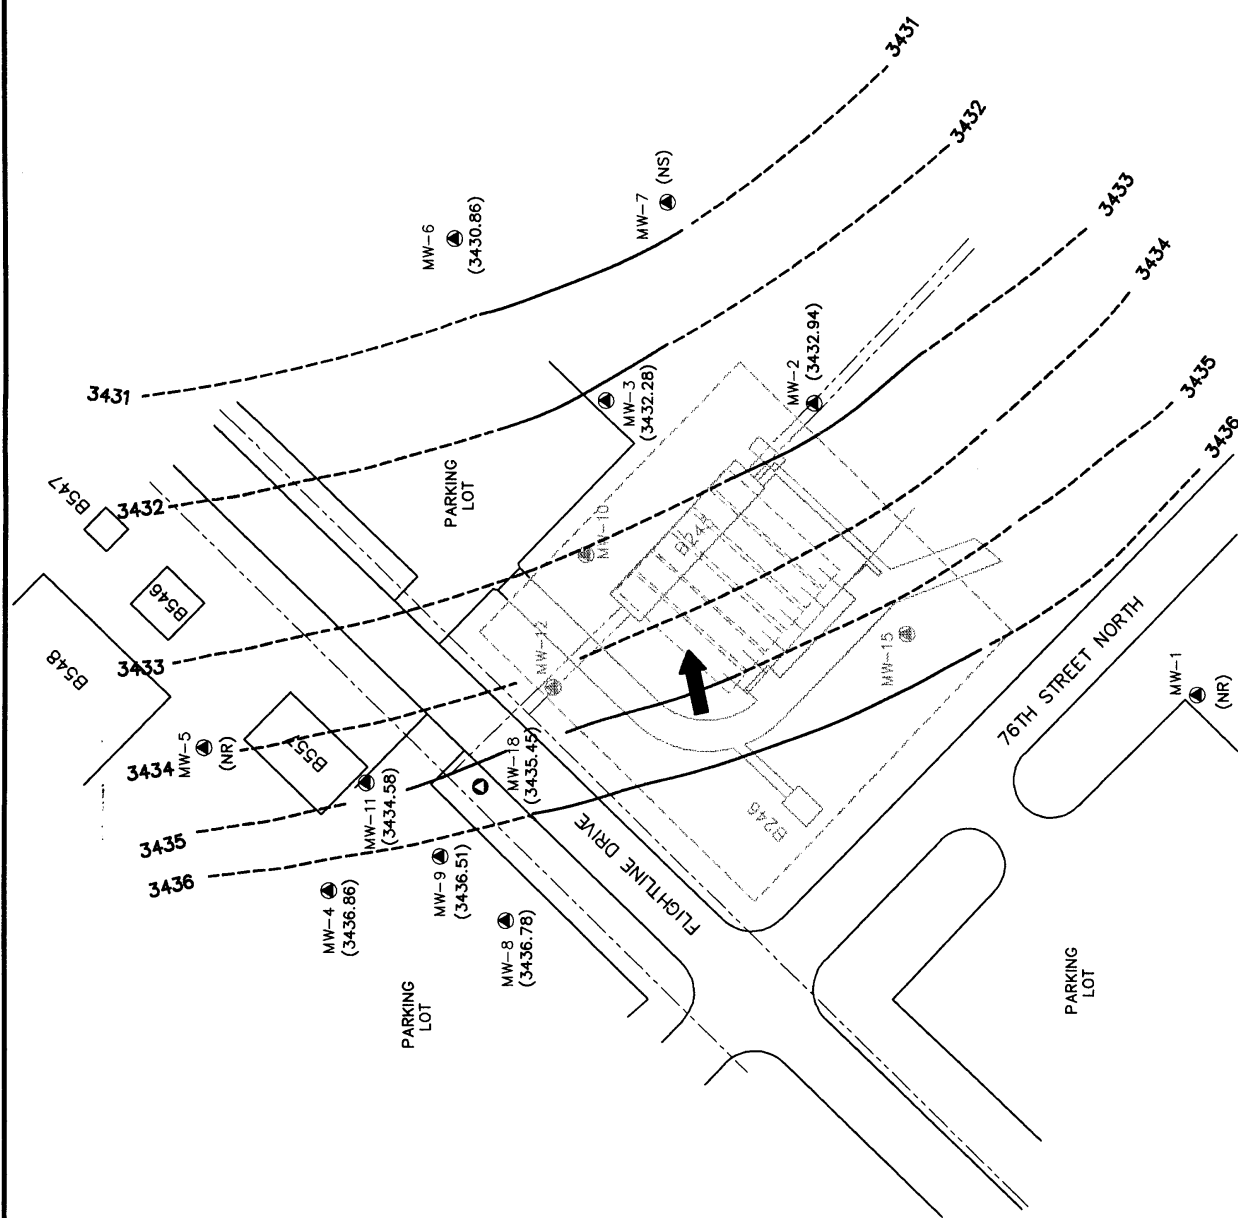 3431
3432
3433
3434
3435
3436
MW-7 (NS)
MW-6
(3430.86)
3431
MW-2
(3432.94)
MW-3
(3432.28)
PARKING
LOT
B547
3432
B546
B548
3433
MW-10
B245
MW-12
MW-15
76TH STREET NORTH
MW-1
(NR)
MW-5
(NR)
3434
B557
MW-18
(3435.45)
MW-11
(3434.58)
3435
3436
B246
FLIGHTLINE DRIVE
MW-9
(3436.51)
MW-4
(3436.86)
MW-8
(3436.78)
PARKING
LOT
PARKING
LOT